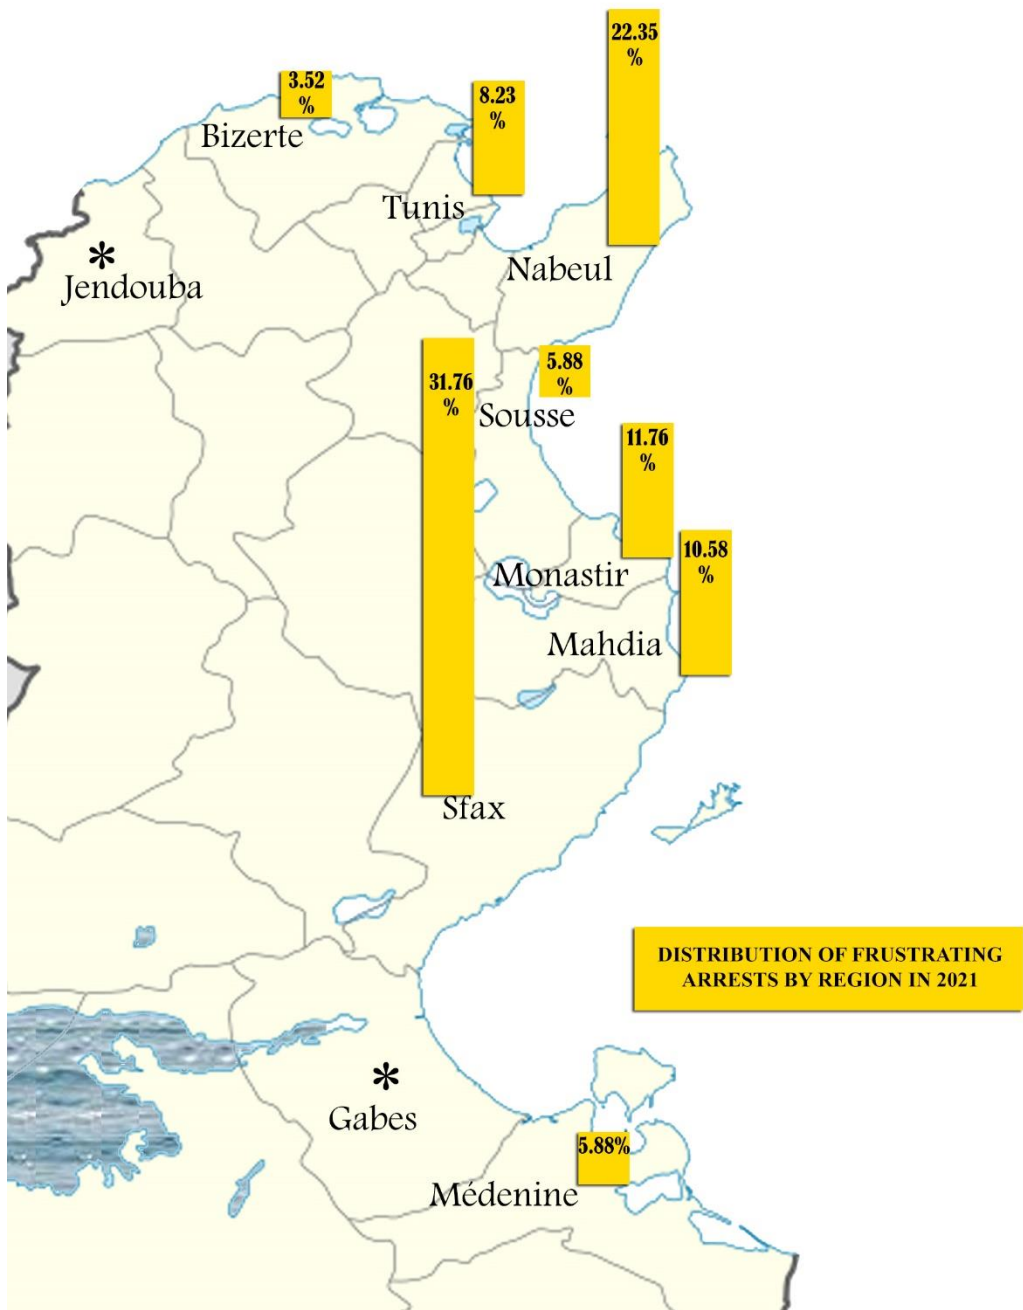 22.35
%
3.52
%
8.23
%
Bizerte
Tunis
*
Jendouba
Nabeul
31.76
%
5.88
%
Sousse
11.76
%
10.58
%
Monastir
Mahdia
Sfax
DISTRIBUTION OF FRUSTRATING
ARRESTS BY REGION IN 2021
*
Gabes
5.88%
Médenine